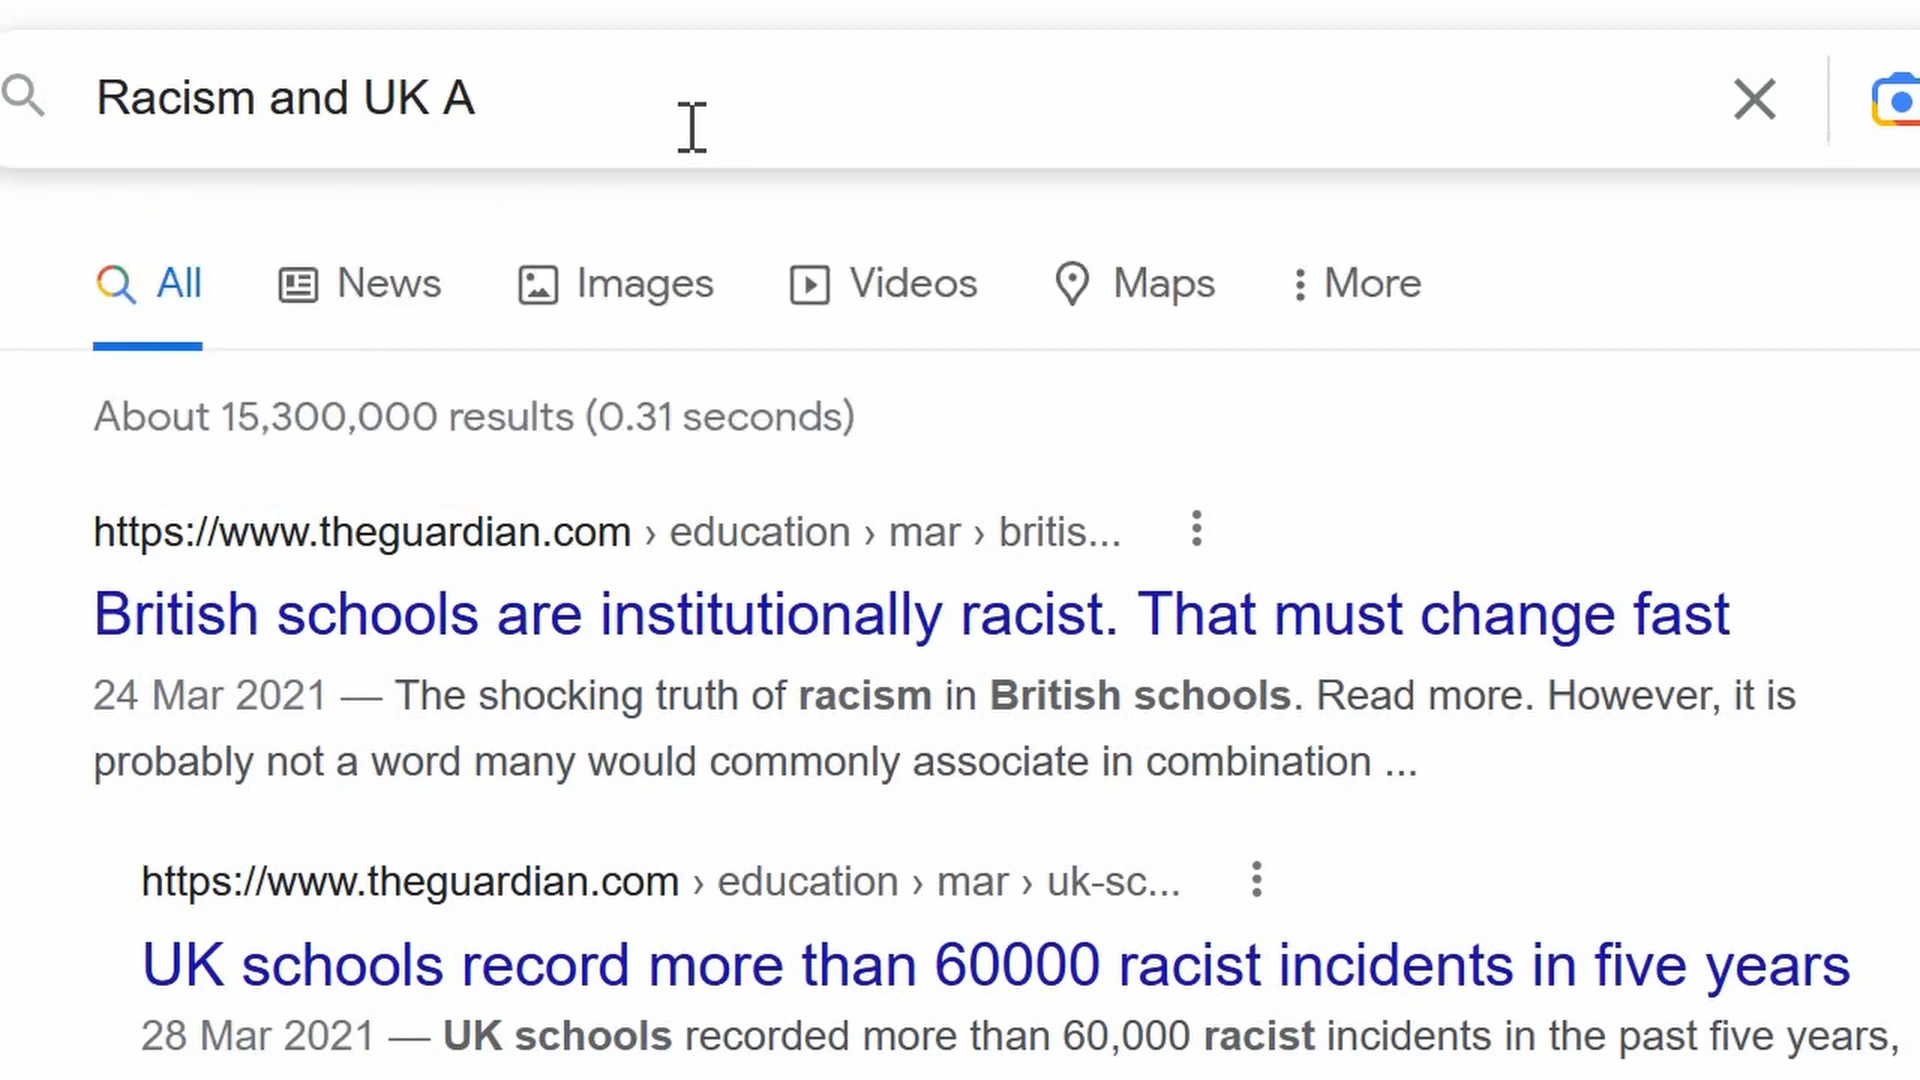 Racism and UK A
All News Images Videos Maps More
About 15,300,000 results (0.31 seconds)
https://www.theguardian.com › education › mar › britis...
British schools are institutionally racist. That must change fast
24 Mar 2021 — The shocking truth of racism in British schools. Read more. However, it is
probably not a word many would commonly associate in combination ...
https://www.theguardian.com › education › mar › uk-sc...
UK schools record more than 60000 racist incidents in five years
28 Mar 2021 — UK schools recorded more than 60,000 racist incidents in the past five years,